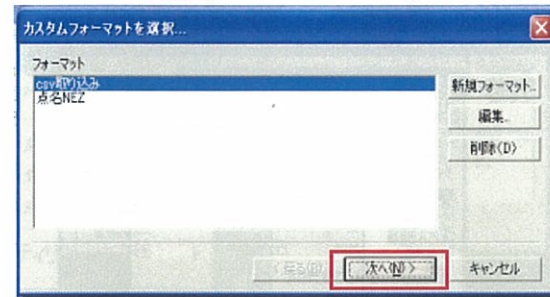 カスタムフォーマットを選択...
フォーマット
csv取り込み
点名NEZ
新規フォーマット...
編集...
削除(D)
< 戻る(B)
次へ(N) >
キャンセル